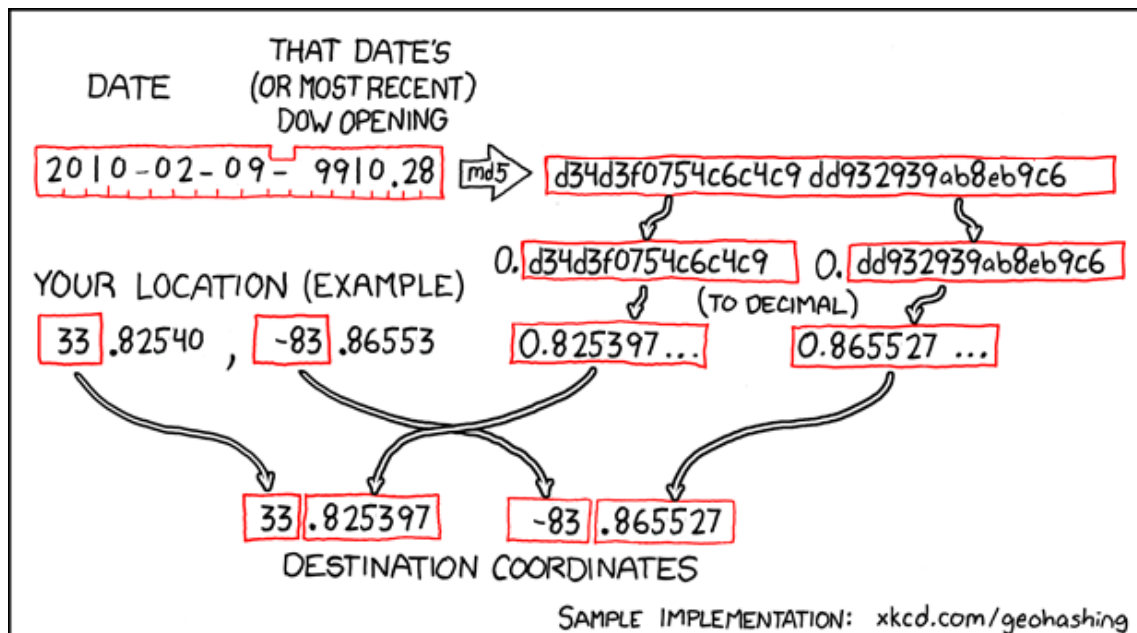 DATE
THAT DATE'S
(OR MOST RECENT)
DOW OPENING
2010-02-09-9910.28
md5
d34d3f0754c6c4c9 dd932939ab8eb9c6
0.d34d3f0754c6c4c9
0.dd932939ab8eb9c6
(TO DECIMAL)
YOUR LOCATION (EXAMPLE)
33.82540, -83.86553
0.825397...
0.865527...
33.825397
-83.865527
DESTINATION COORDINATES
SAMPLE IMPLEMENTATION: xkcd.com/geohashing